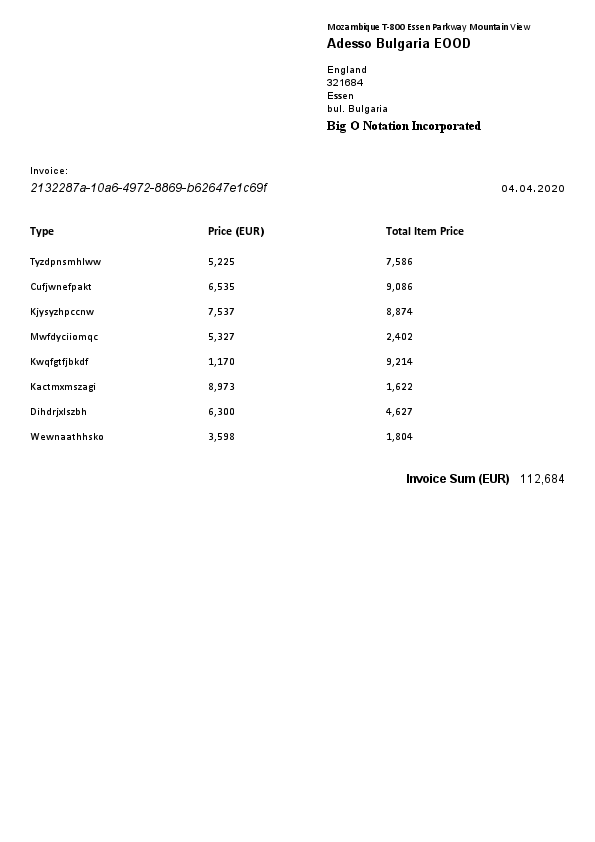 Mozambique T-800 Essen Parkway Mountain View
Adesso Bulgaria EOOD
England
321684
Essen
bul. Bulgaria
Big O Notation Incorporated
Invoice:
2132287a-10a6-4972-8869-b62647e1c69f 04.04.2020
Type Price (EUR) Total Item Price
Tyzdpnsmhlww 5,225 7,586
Cufjwnefpakt 6,535 9,086
Kjysyzhpccnw 7,537 8,874
Mwfdyciiomqc 5,327 2,402
Kwqfgtfjbkdf 1,170 9,214
Kactmxmszagi 8,973 1,622
Dihdrjxlszbh 6,300 4,627
Wewnaathhsko 3,598 1,804
Invoice Sum (EUR) 112,684